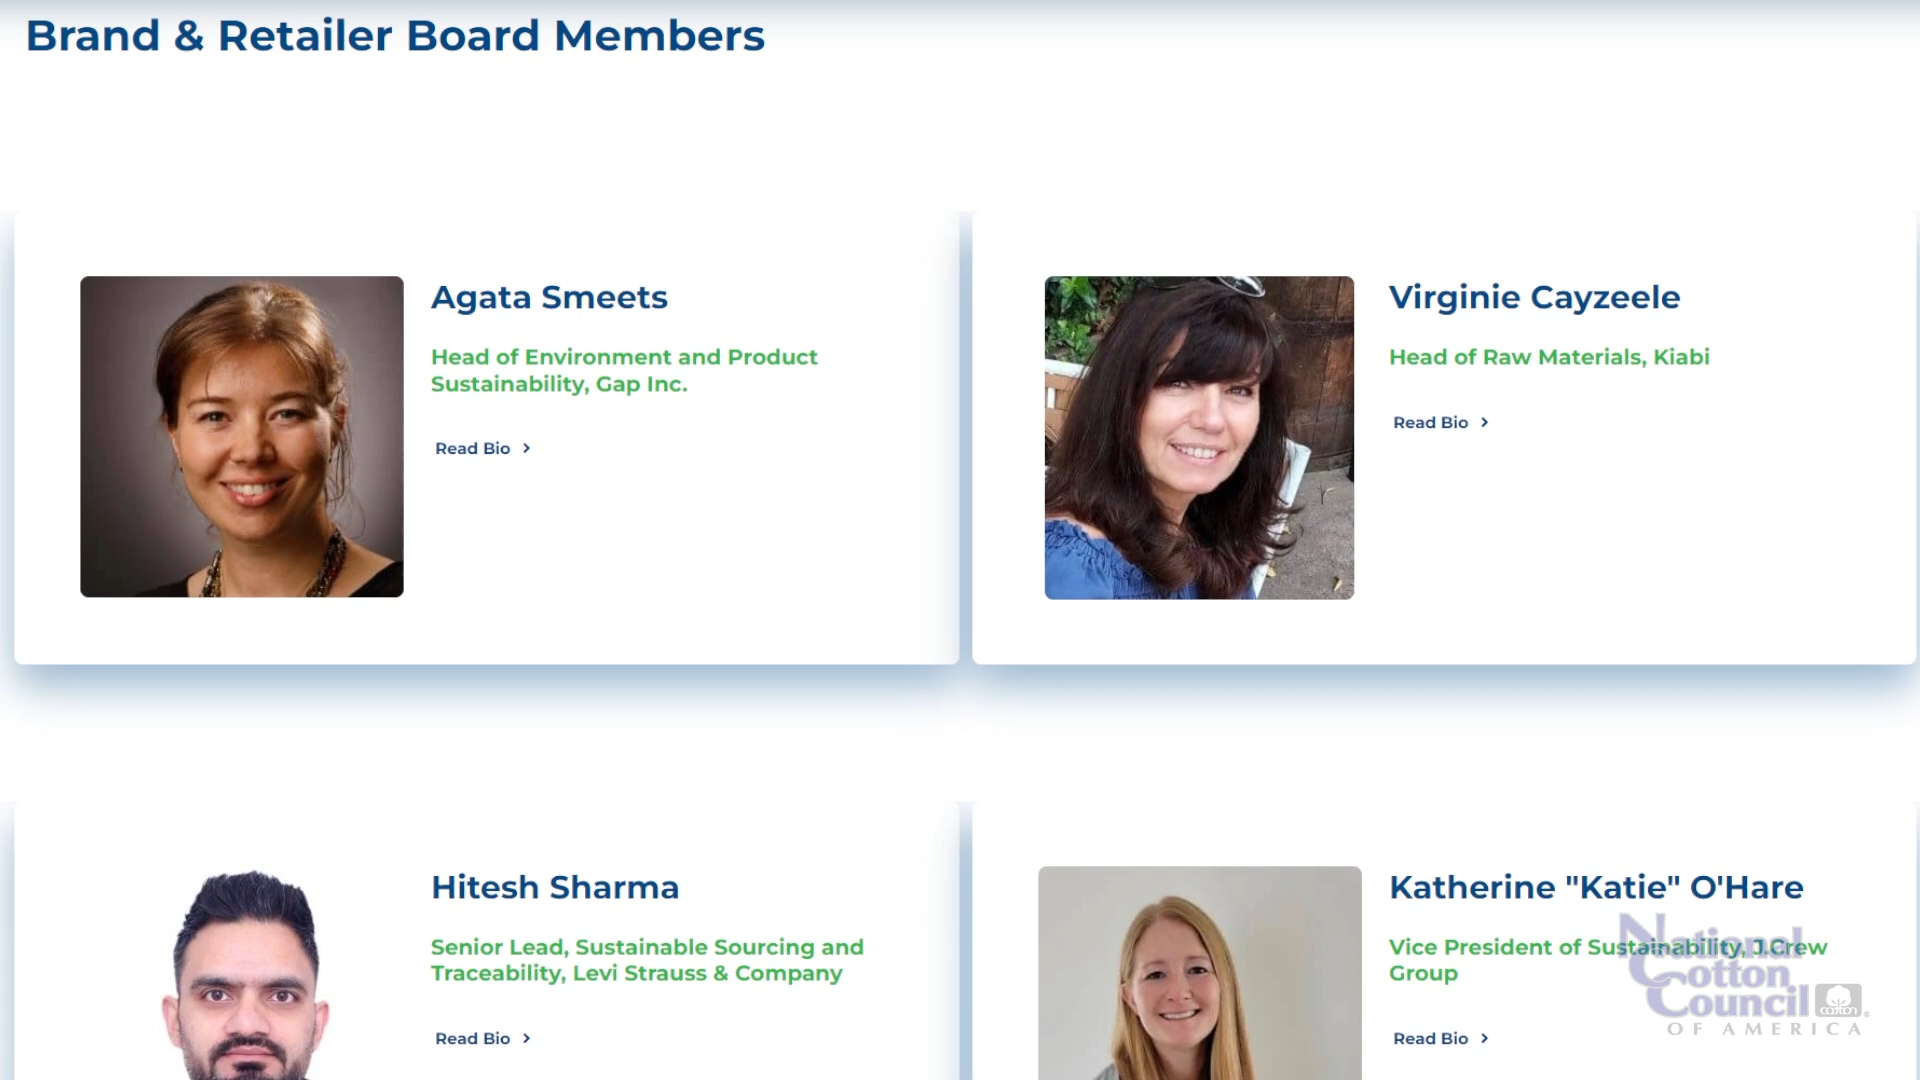 Brand & Retailer Board Members
Agata Smeets
Head of Environment and Product
Sustainability, Gap Inc.
Read Bio
Virginie Cayzeele
Head of Raw Materials, Kiabi
Read Bio
Hitesh Sharma
Senior Lead, Sustainable Sourcing and
Traceability, Levi Strauss & Company
Read Bio
Katherine "Katie" O'Hare
Vice President of Sustainability, J.Crew
Group
Read Bio
National
Cotton
Council
cotton
OF AMERICA